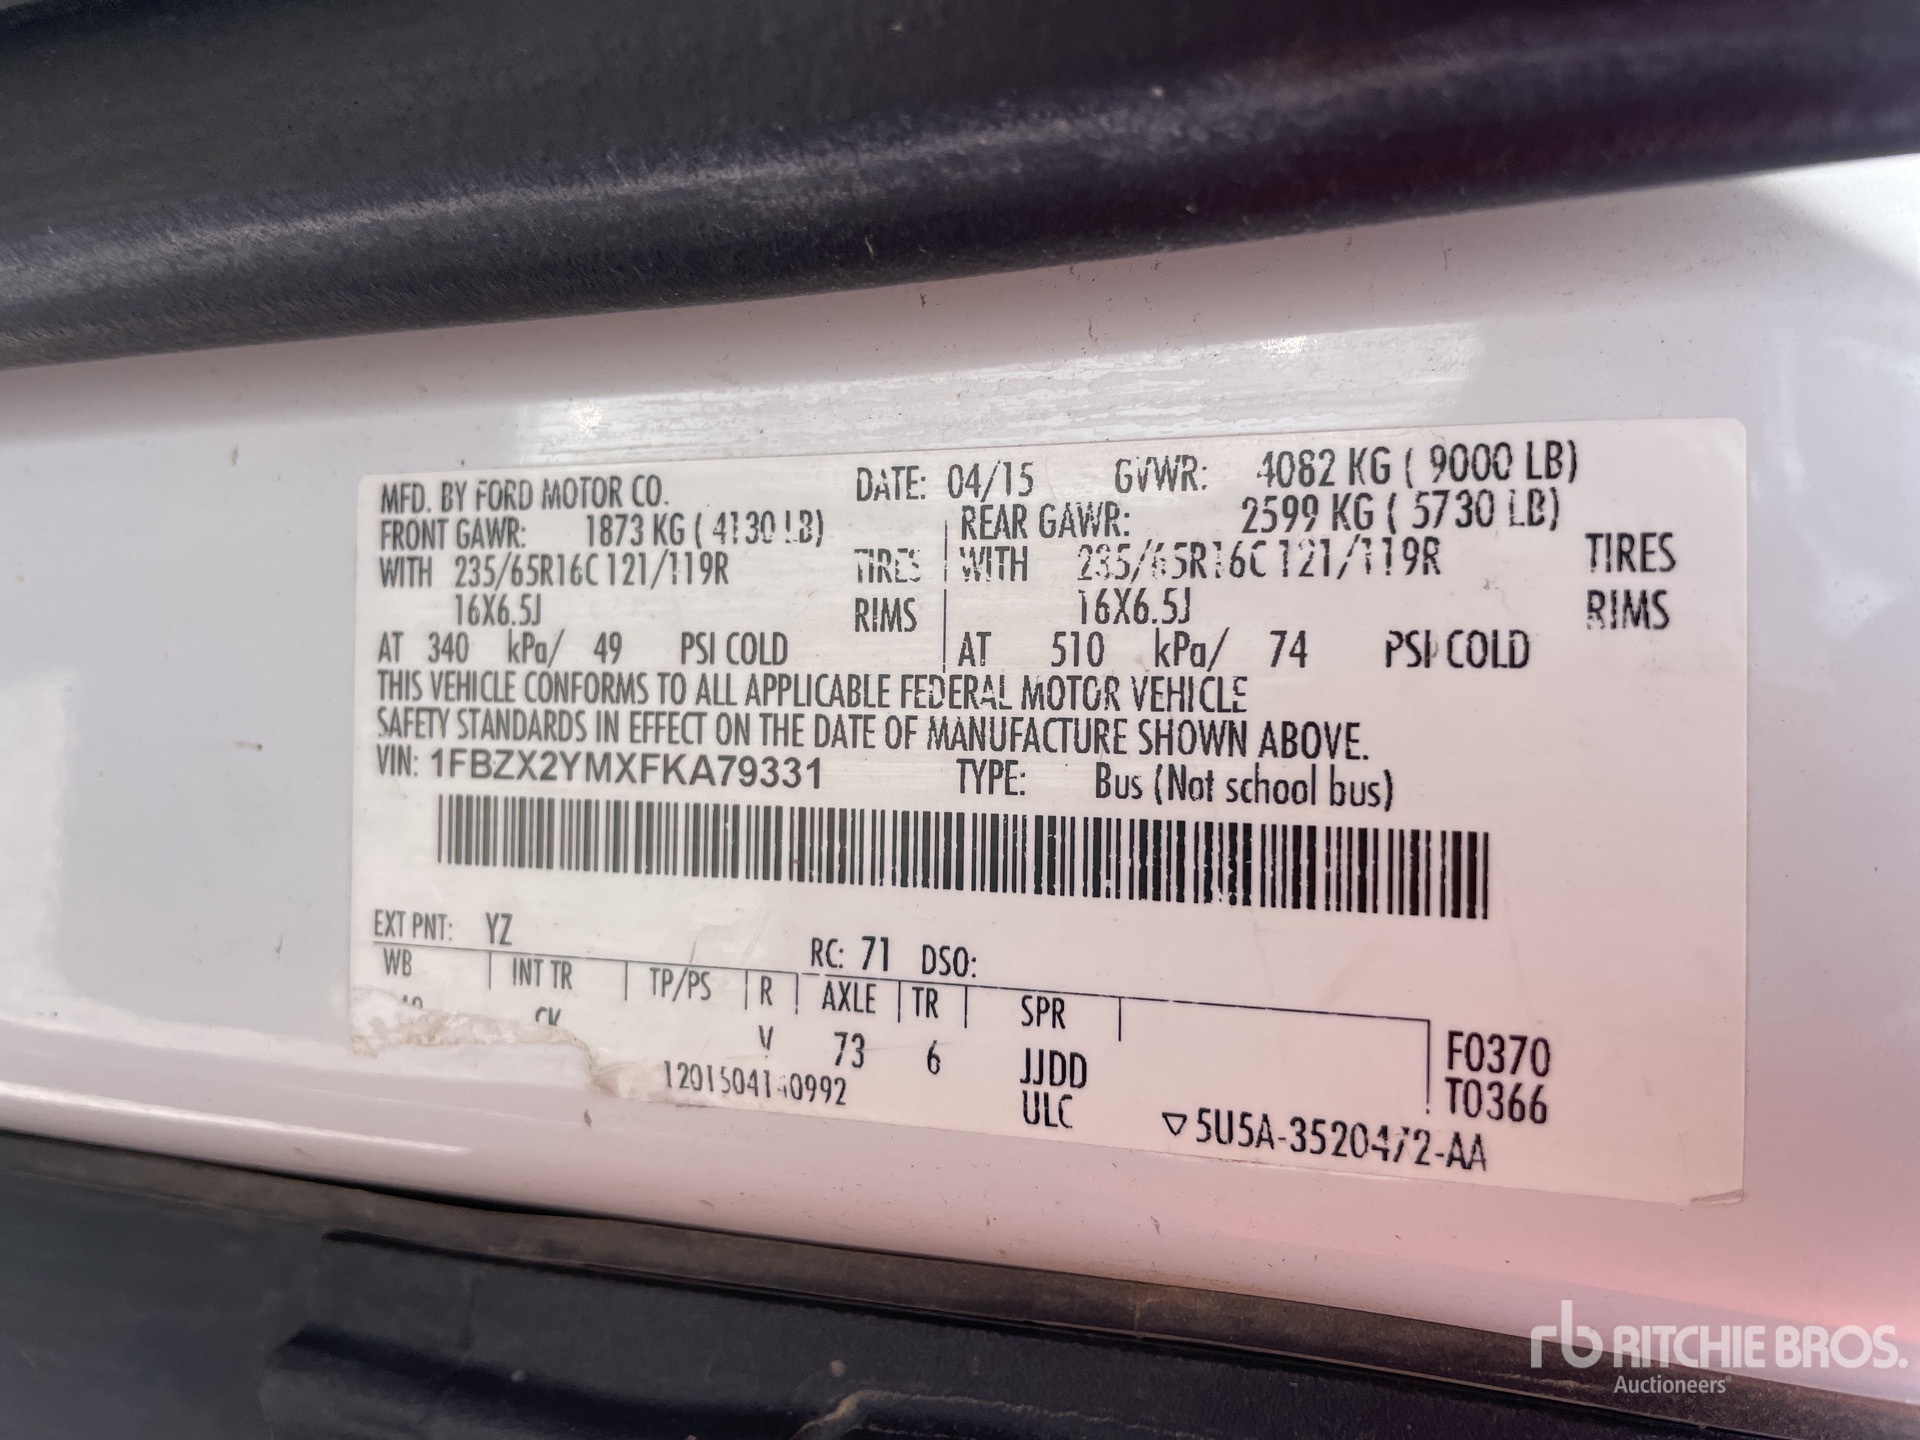 MFD. BY FORD MOTOR CO. DATE: 04/15 GVWR: 4082 KG ( 9000 LB)
FRONT GAWR: 1873 KG ( 4130 LB) REAR GAWR: 2599 KG ( 5730 LB)
WITH 235/65R16C 121/119R TIRES WITH 235/65R16C 121/119R TIRES
16X6.5J RIMS 16X6.5J RIMS
AT 340 kPa/ 49 PSI COLD AT 510 kPa/ 74 PSI COLD
THIS VEHICLE CONFORMS TO ALL APPLICABLE FEDERAL MOTOR VEHICLE
SAFETY STANDARDS IN EFFECT ON THE DATE OF MANUFACTURE SHOWN ABOVE.
VIN: 1FBZX2YMXFKA79331 TYPE: Bus (Not school bus)
EXT PNT: YZ RC: 71 DSO:
WB INT TR TP/PS R AXLE TR SPR
CK V 73 6 JJDD F0370
ULC T0366
▽5U5A-3520472-AA
rb RITCHIE BROS.
Auctioneers